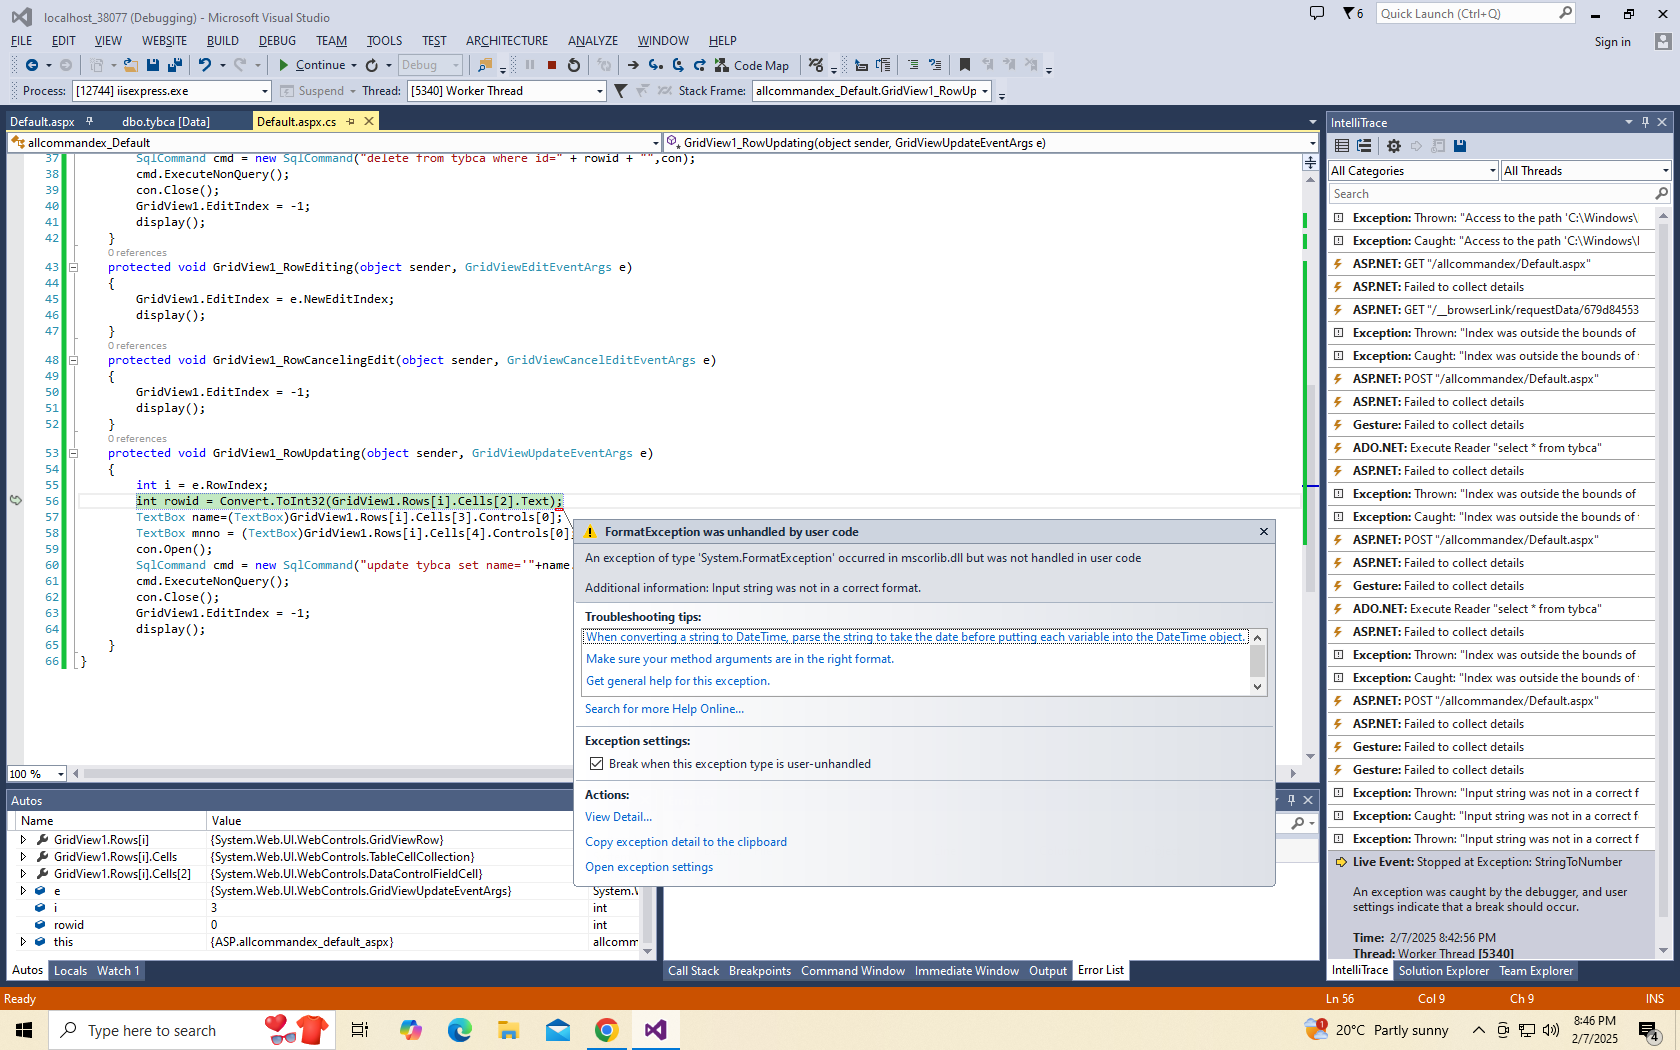 localhost_38077 (Debugging) - Microsoft Visual Studio
6
Quick Launch (Ctrl+Q)
FILE EDIT VIEW WEBSITE BUILD DEBUG TEAM TOOLS TEST ARCHITECTURE ANALYZE WINDOW HELP
Sign in
Continue Debug Code Map
Process: [12744] iisexpress.exe Suspend Thread: [5340] Worker Thread Stack Frame: allcommandex_Default.GridView1_RowUp
Default.aspx dbo.tybca [Data] Default.aspx.cs
allcommandex_Default GridView1_RowUpdating(object sender, GridViewUpdateEventArgs e)
37 SqlCommand cmd = new SqlCommand("delete from tybca where id=" + rowid + "",con);
38 cmd.ExecuteNonQuery();
39 con.Close();
40 GridView1.EditIndex = -1;
41 display();
42 }
0 references
43 protected void GridView1_RowEditing(object sender, GridViewEditEventArgs e)
44 {
45 GridView1.EditIndex = e.NewEditIndex;
46 display();
47 }
0 references
48 protected void GridView1_RowCancelingEdit(object sender, GridViewCancelEditEventArgs e)
49 {
50 GridView1.EditIndex = -1;
51 display();
52 }
0 references
53 protected void GridView1_RowUpdating(object sender, GridViewUpdateEventArgs e)
54 {
55 int i = e.RowIndex;
56 int rowid = Convert.ToInt32(GridView1.Rows[i].Cells[2].Text);
57 TextBox name=(TextBox)GridView1.Rows[i].Cells[3].Controls[0];
58 TextBox mnno = (TextBox)GridView1.Rows[i].Cells[4].Controls[0]
59 con.Open();
60 SqlCommand cmd = new SqlCommand("update tybca set name='"+name.
61 cmd.ExecuteNonQuery();
62 con.Close();
63 GridView1.EditIndex = -1;
64 display();
65 }
66 }
100 %
FormatException was unhandled by user code
An exception of type 'System.FormatException' occurred in mscorlib.dll but was not handled in user code
Additional information: Input string was not in a correct format.
Troubleshooting tips:
When converting a string to DateTime, parse the string to take the date before putting each variable into the DateTime object.
Make sure your method arguments are in the right format.
Get general help for this exception.
Search for more Help Online...
Exception settings:
Break when this exception type is user-unhandled
Actions:
View Detail...
Copy exception detail to the clipboard
Open exception settings
Autos
Name Value
GridView1.Rows[i] {System.Web.UI.WebControls.GridViewRow}
GridView1.Rows[i].Cells {System.Web.UI.WebControls.TableCellCollection}
GridView1.Rows[i].Cells[2] {System.Web.UI.WebControls.DataControlFieldCell}
e {System.Web.UI.WebControls.GridViewUpdateEventArgs} System.W
i 3 int
rowid 0 int
this {ASP.allcommandex_default_aspx} allcomm
Autos Locals Watch 1
Call Stack Breakpoints Command Window Immediate Window Output Error List
IntelliTrace
All Categories All Threads
Search
Exception: Thrown: "Access to the path 'C:\Windows\
Exception: Caught: "Access to the path 'C:\Windows\
ASP.NET: GET "/allcommandex/Default.aspx"
ASP.NET: Failed to collect details
ASP.NET: GET "/__browserLink/requestData/679d84553
Exception: Thrown: "Index was outside the bounds of
Exception: Caught: "Index was outside the bounds of
ASP.NET: POST "/allcommandex/Default.aspx"
ASP.NET: Failed to collect details
Gesture: Failed to collect details
ADO.NET: Execute Reader "select * from tybca"
ASP.NET: Failed to collect details
Exception: Thrown: "Index was outside the bounds of
Exception: Caught: "Index was outside the bounds of
ASP.NET: POST "/allcommandex/Default.aspx"
ASP.NET: Failed to collect details
Gesture: Failed to collect details
ADO.NET: Execute Reader "select * from tybca"
ASP.NET: Failed to collect details
Exception: Thrown: "Index was outside the bounds of
Exception: Caught: "Index was outside the bounds of
ASP.NET: POST "/allcommandex/Default.aspx"
ASP.NET: Failed to collect details
Gesture: Failed to collect details
Gesture: Failed to collect details
Exception: Thrown: "Input string was not in a correct f
Exception: Caught: "Input string was not in a correct f
Exception: Thrown: "Input string was not in a correct f
Live Event: Stopped at Exception: StringToNumber
An exception was caught by the debugger, and user
settings indicate that a break should occur.
Time: 2/7/2025 8:42:56 PM
Thread: Worker Thread [5340]
IntelliTrace Solution Explorer Team Explorer
Ready Ln 56 Col 9 Ch 9 INS
Type here to search
1
20°C Partly sunny
8:46 PM
2/7/2025
4